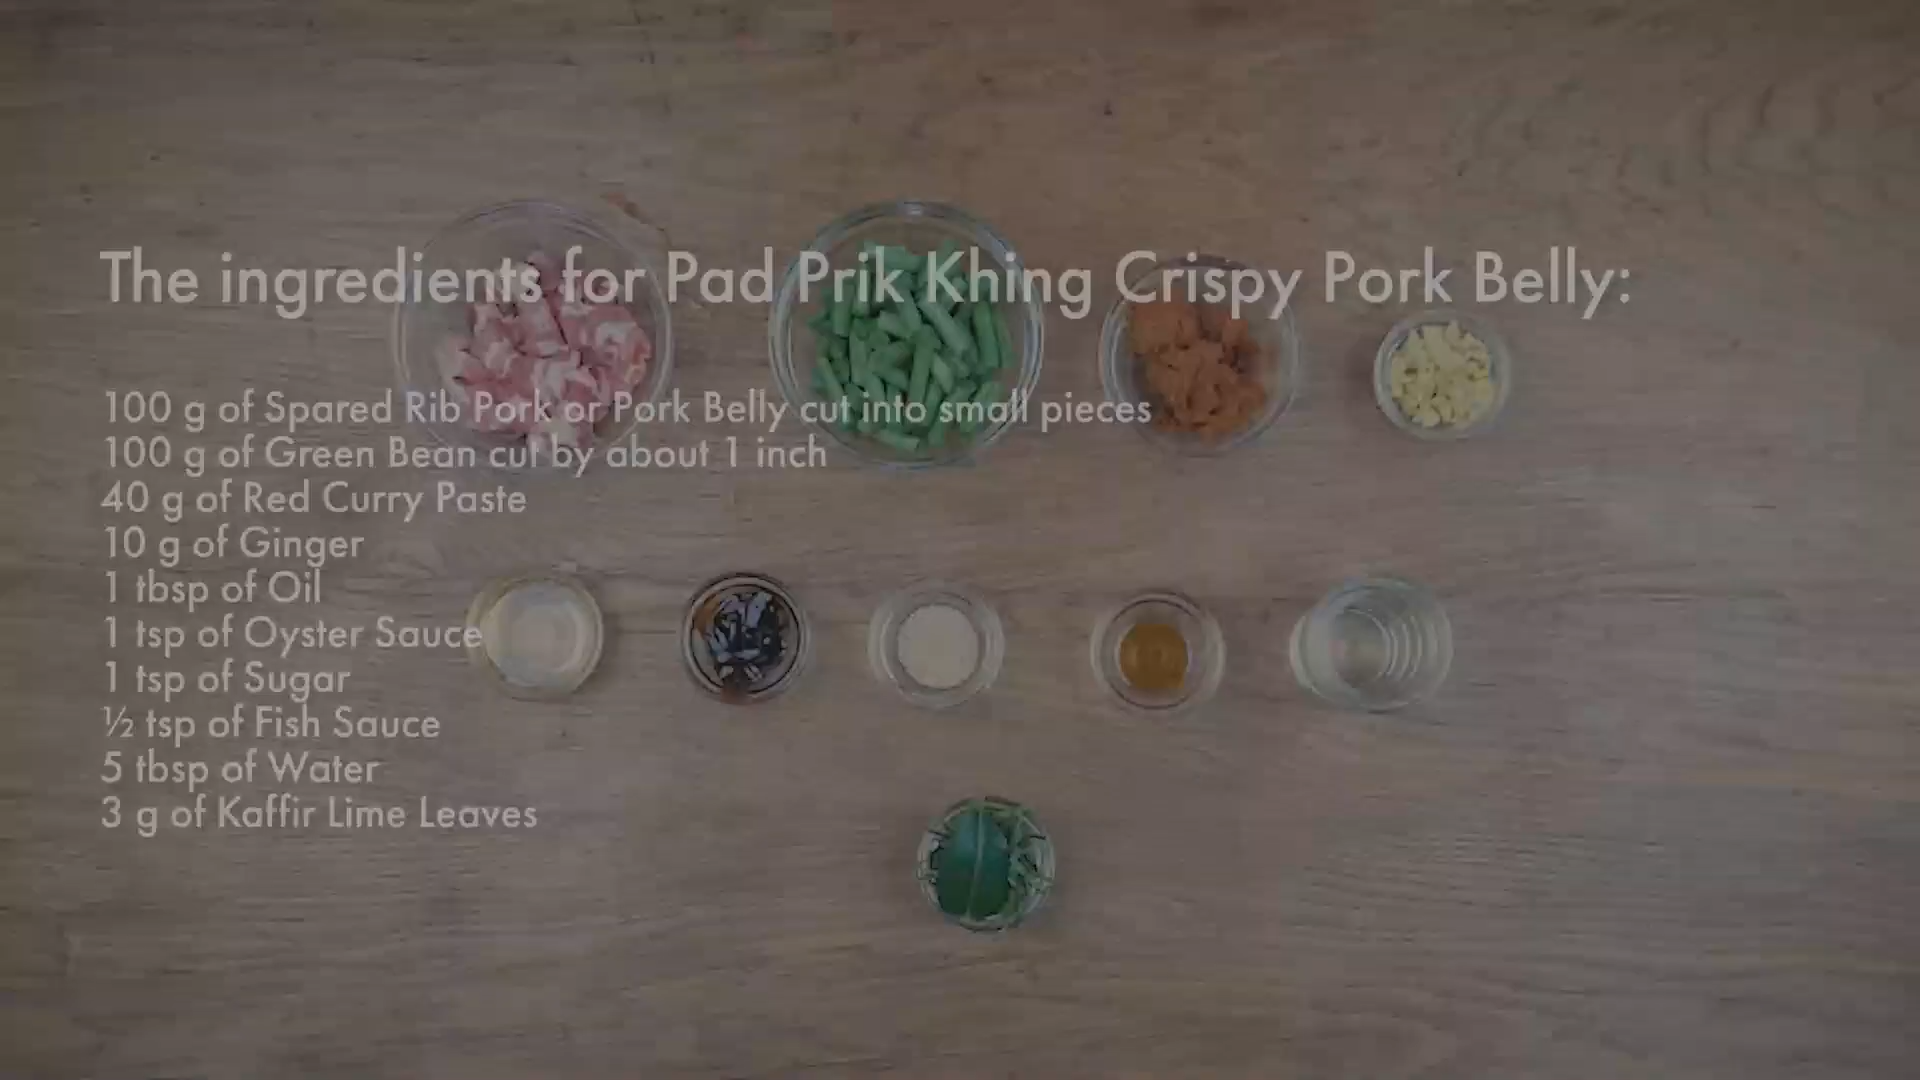 The ingredients for Pad Prik Khing Crispy Pork Belly:
100 g of Spared Rib Pork or Pork Belly cut into small pieces
100 g of Green Bean cut by about 1 inch
40 g of Red Curry Paste
10 g of Ginger
1 tbsp of Oil
1 tsp of Oyster Sauce
1 tsp of Sugar
½ tsp of Fish Sauce
5 tbsp of Water
3 g of Kaffir Lime Leaves